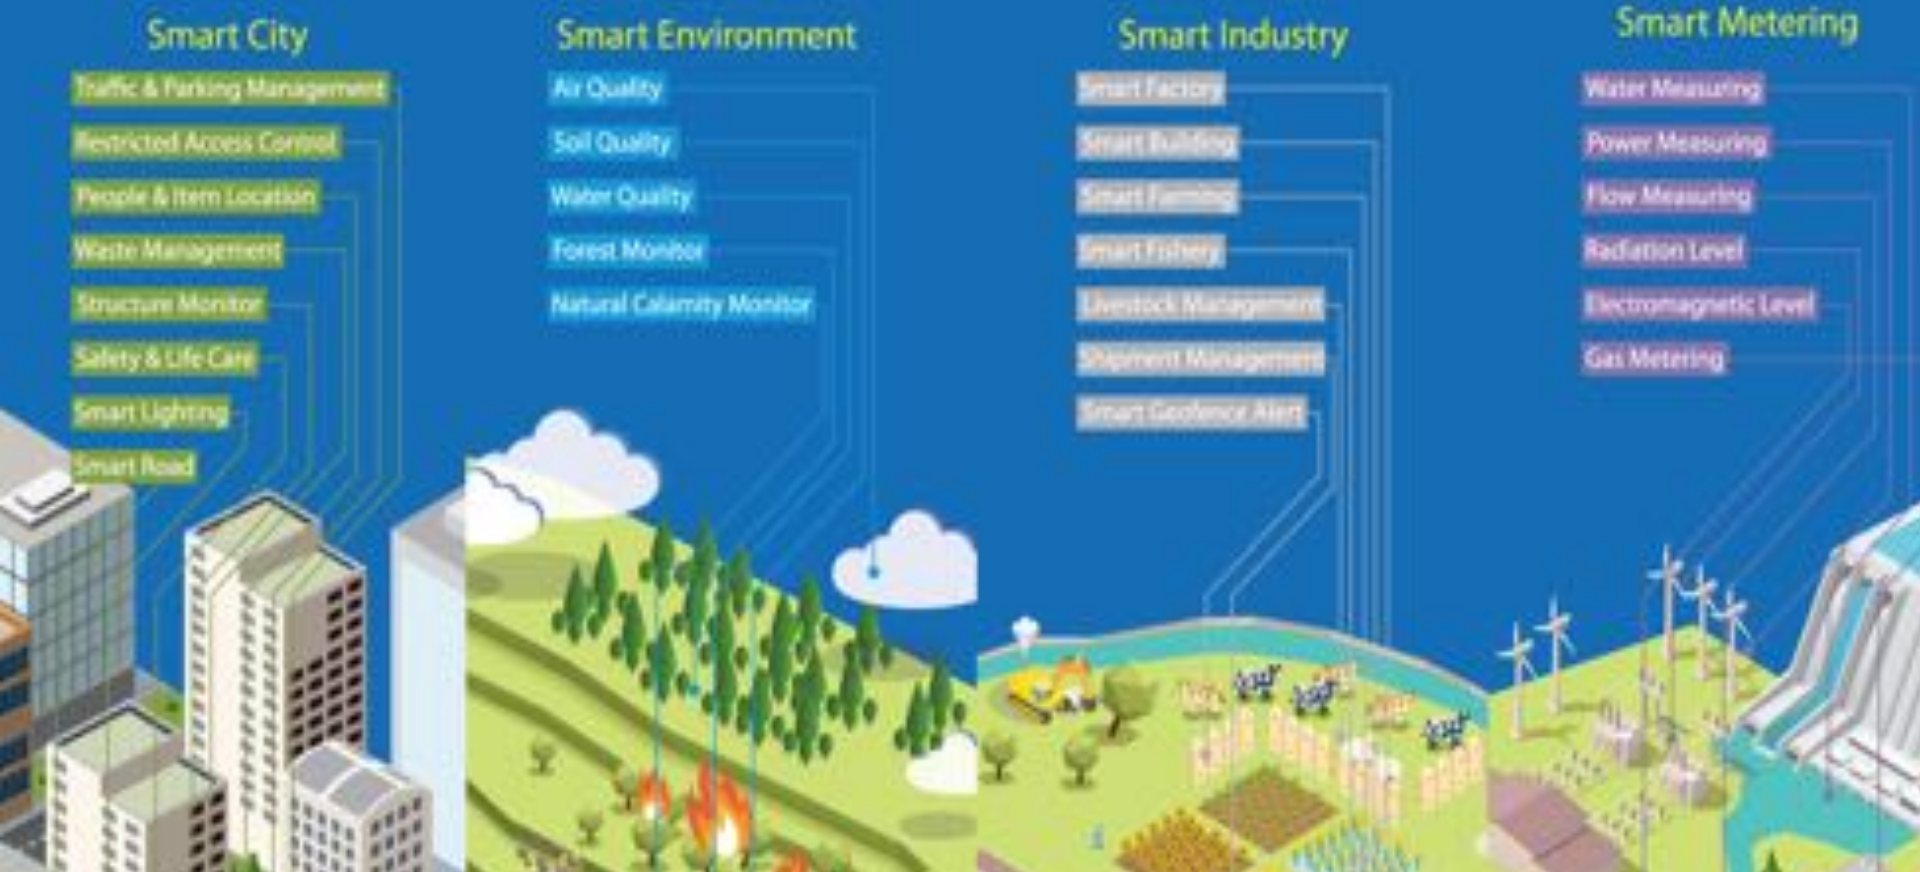 Smart City
Traffic & Parking Management
Restricted Access Control
People & Item Location
Waste Management
Structure Monitor
Safety & Life Care
Smart Lighting
Smart Road
Smart Environment
Air Quality
Soil Quality
Water Quality
Forest Monitor
Natural Calamity Monitor
Smart Industry
Smart Factory
Smart Building
Smart Farming
Smart Fishery
Livestock Management
Shipment Management
Smart Geofence Alert
Smart Metering
Water Measuring
Power Measuring
Flow Measuring
Radiation Level
Electromagnetic Level
Gas Metering